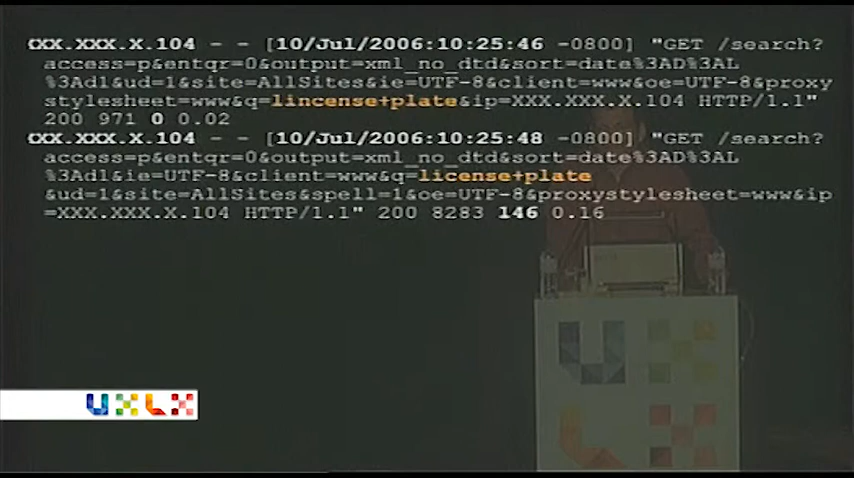 XXX.XXX.X.104 - - [10/Jul/2006:10:25:46 -0800] "GET /search?
access=p&entqr=0&output=xml_no_dtd&sort=date%3AD%3AL
%3Ad1&ud=1&site=AllSites&ie=UTF-8&client=www&oe=UTF-8&proxy
stylesheet=www&q=lincense+plate&ip=XXX.XXX.X.104 HTTP/1.1"
200 971 0 0.02
XXX.XXX.X.104 - - [10/Jul/2006:10:25:48 -0800] "GET /search?
access=p&entqr=0&output=xml_no_dtd&sort=date%3AD%3AL
%3Ad1&ie=UTF-8&client=www&q=license+plate
&ud=1&site=AllSites&spell=1&oe=UTF-8&proxystylesheet=www&ip
=XXX.XXX.X.104 HTTP/1.1" 200 8283 146 0.16
UX
LX
UXLX